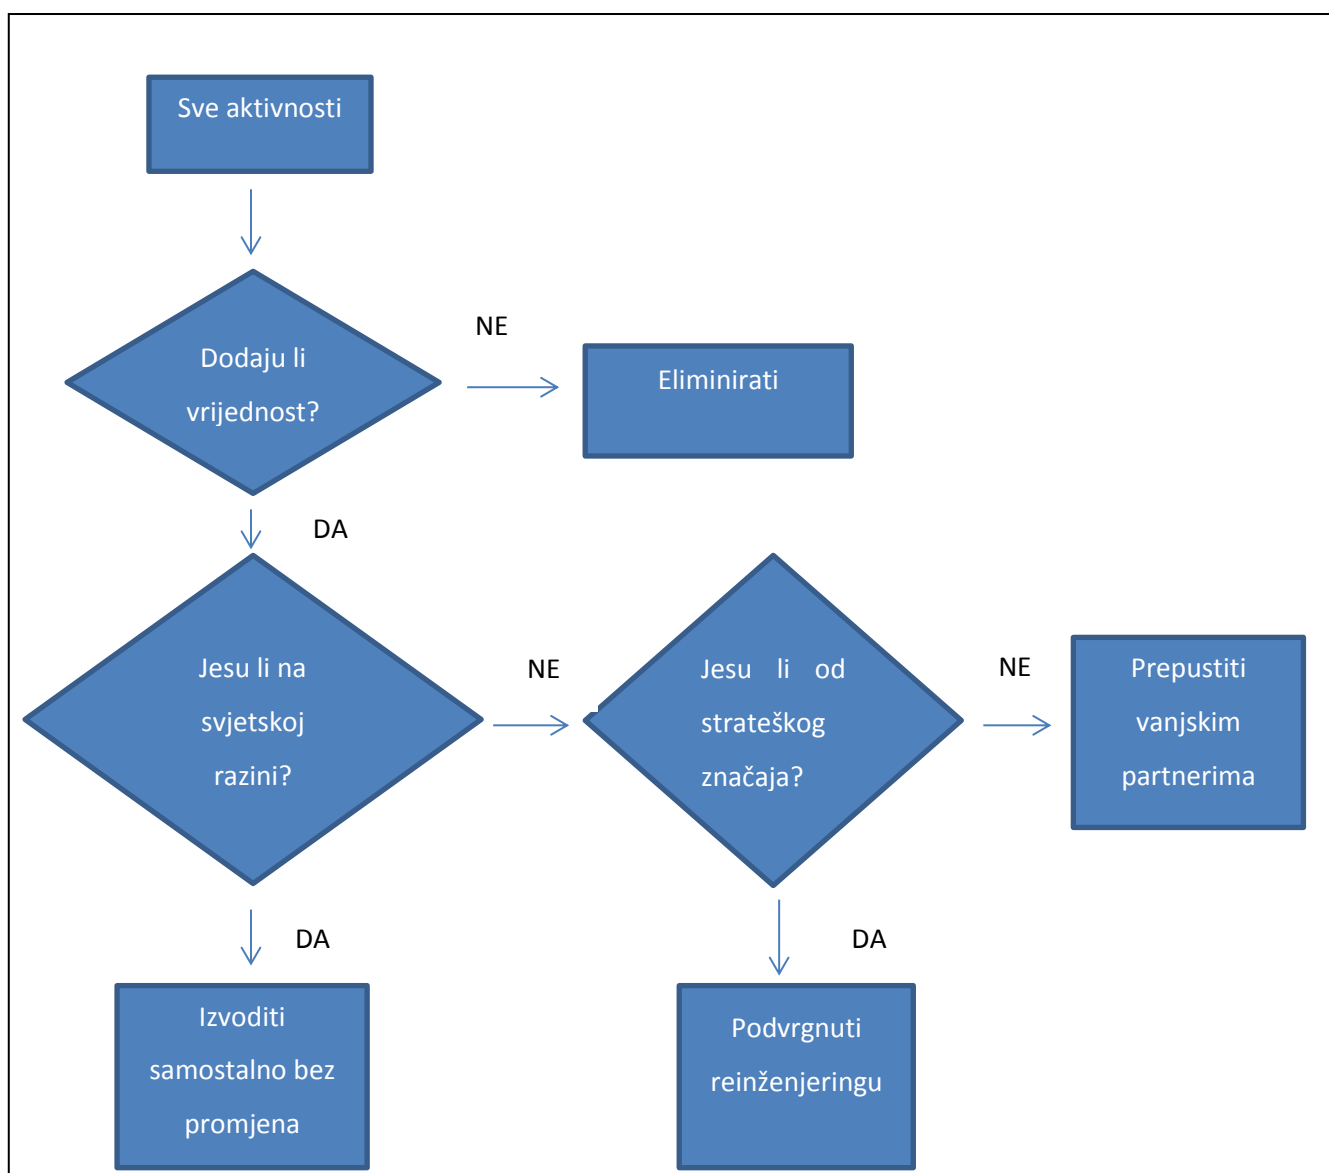 Sve aktivnosti
NE
Dodaju li
vrijednost?
Eliminirati
DA
Jesu li na
svjetskoj
razini?
NE
Jesu li od
strateškog
značaja?
NE
Prepustiti
vanjskim
partnerima
DA
DA
Izvoditi
samostalno bez
promjena
Podvrgnuti
reinženjeringu